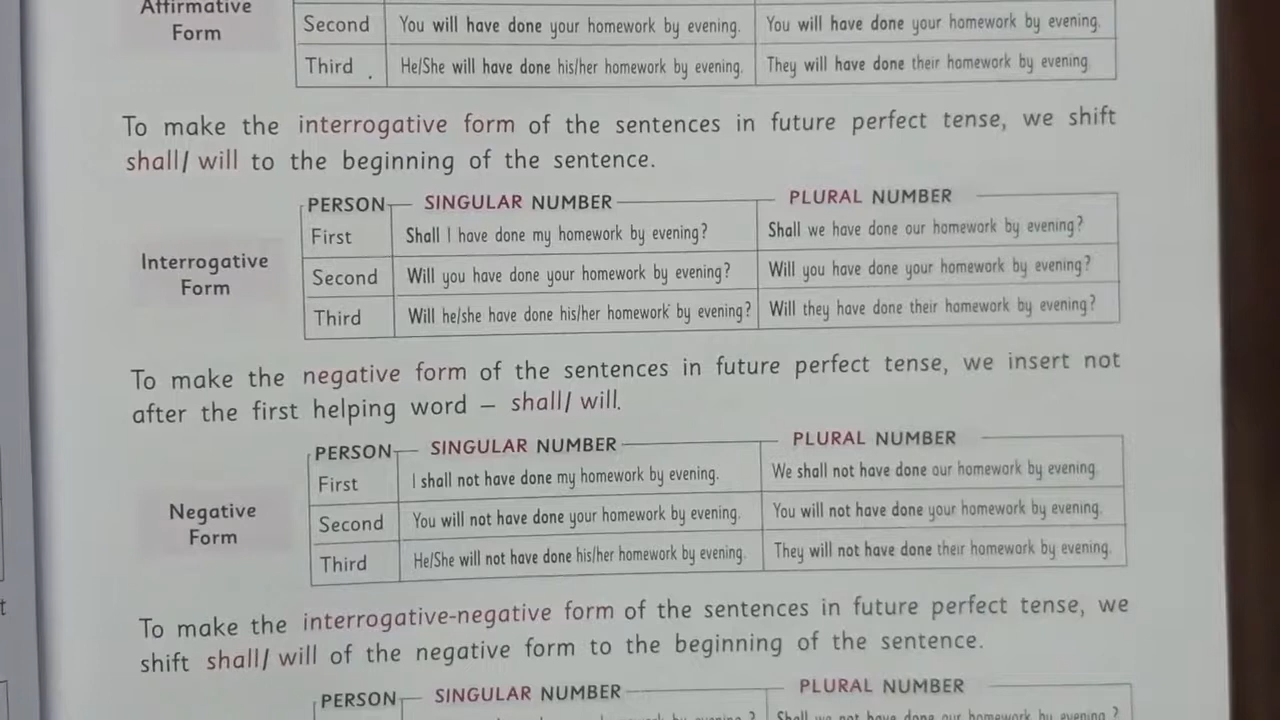 Affirmative
Form
Second You will have done your homework by evening. You will have done your homework by evening.
Third He/She will have done his/her homework by evening. They will have done their homework by evening.
To make the interrogative form of the sentences in future perfect tense, we shift
shall/ will to the beginning of the sentence.
PERSON SINGULAR NUMBER PLURAL NUMBER
Interrogative
Form
First Shall I have done my homework by evening? Shall we have done our homework by evening?
Second Will you have done your homework by evening? Will you have done your homework by evening?
Third Will he/she have done his/her homework by evening? Will they have done their homework by evening?
To make the negative form of the sentences in future perfect tense, we insert not
after the first helping word – shall/ will.
PERSON SINGULAR NUMBER PLURAL NUMBER
Negative
Form
First I shall not have done my homework by evening. We shall not have done our homework by evening.
Second You will not have done your homework by evening. You will not have done your homework by evening.
Third He/She will not have done his/her homework by evening. They will not have done their homework by evening.
To make the interrogative-negative form of the sentences in future perfect tense, we
shift shall/ will of the negative form to the beginning of the sentence.
PERSON SINGULAR NUMBER PLURAL NUMBER
Shall we not have done our homework by evening ?